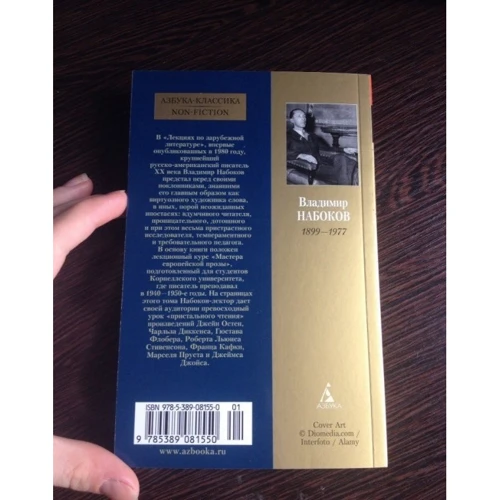 АЗБУКА-КЛАССИКА
NON-FICTION
В «Лекциях по зарубежной
литературе», впервые
опубликованных в 1980 году,
крупнейший
русско-американский писатель
XX века Владимир Набоков
предстал перед своими
поклонниками, знавшими
его главным образом как
виртуозного художника слова,
в иных, порой неожиданных
ипостасях: вдумчивого читателя,
проницательного, дотошного
и при этом весьма пристрастного
исследователя, темпераментного
и требовательного педагога.
В основу книги положен
лекционный курс «Мастера
европейской прозы»,
подготовленный для студентов
Корнеллского университета,
где писатель преподавал
в 1940—1950-е годы. На страницах
этого тома Набоков-лектор дает
своей аудитории превосходный
урок «пристального чтения»
произведений Джейн Остен,
Чарльза Диккенса, Гюстава
Флобера, Роберта Льюиса
Стивенсона, Франца Кафки,
Марселя Пруста и Джеймса
Джойса.
ISBN 978-5-389-08155-0
01
9 785389 081550
www.azbooka.ru
Владимир
НАБОКОВ
1899—1977
АЗБУКА
Cover Art
© Diomedia.com /
Interfoto / Alamy